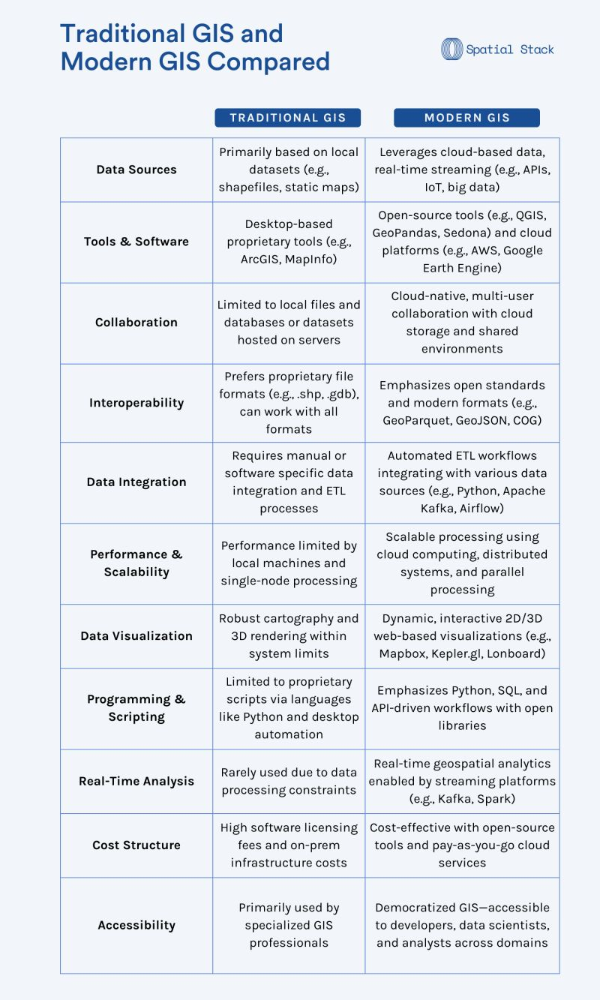 Traditional GIS and
Modern GIS Compared
Spatial Stack
TRADITIONAL GIS
MODERN GIS
Data Sources
Primarily based on local
datasets (e.g.,
shapefiles, static maps)
Leverages cloud-based data,
real-time streaming (e.g., APIs,
IoT, big data)
Tools & Software
Desktop-based
proprietary tools (e.g.,
ArcGIS, MapInfo)
Open-source tools (e.g., QGIS,
GeoPandas, Sedona) and cloud
platforms (e.g., AWS, Google
Earth Engine)
Collaboration
Limited to local files and
databases or datasets
hosted on servers
Cloud-native, multi-user
collaboration with cloud
storage and shared
environments
Interoperability
Prefers proprietary file
formats (e.g., .shp, .gdb),
can work with all
formats
Emphasizes open standards
and modern formats (e.g.,
GeoParquet, GeoJSON, COG)
Data Integration
Requires manual or
software specific data
integration and ETL
processes
Automated ETL workflows
integrating with various data
sources (e.g., Python, Apache
Kafka, Airflow)
Performance &
Scalability
Performance limited by
local machines and
single-node processing
Scalable processing using
cloud computing, distributed
systems, and parallel
processing
Data Visualization
Robust cartography and
3D rendering within
system limits
Dynamic, interactive 2D/3D
web-based visualizations (e.g.,
Mapbox, Kepler.gl, Lonboard)
Programming &
Scripting
Limited to proprietary
scripts via languages
like Python and desktop
automation
Emphasizes Python, SQL, and
API-driven workflows with open
libraries
Real-Time Analysis
Rarely used due to data
processing constraints
Real-time geospatial analytics
enabled by streaming platforms
(e.g., Kafka, Spark)
Cost Structure
High software licensing
fees and on-prem
infrastructure costs
Cost-effective with open-source
tools and pay-as-you-go cloud
services
Accessibility
Primarily used by
specialized GIS
professionals
Democratized GIS—accessible
to developers, data scientists,
and analysts across domains